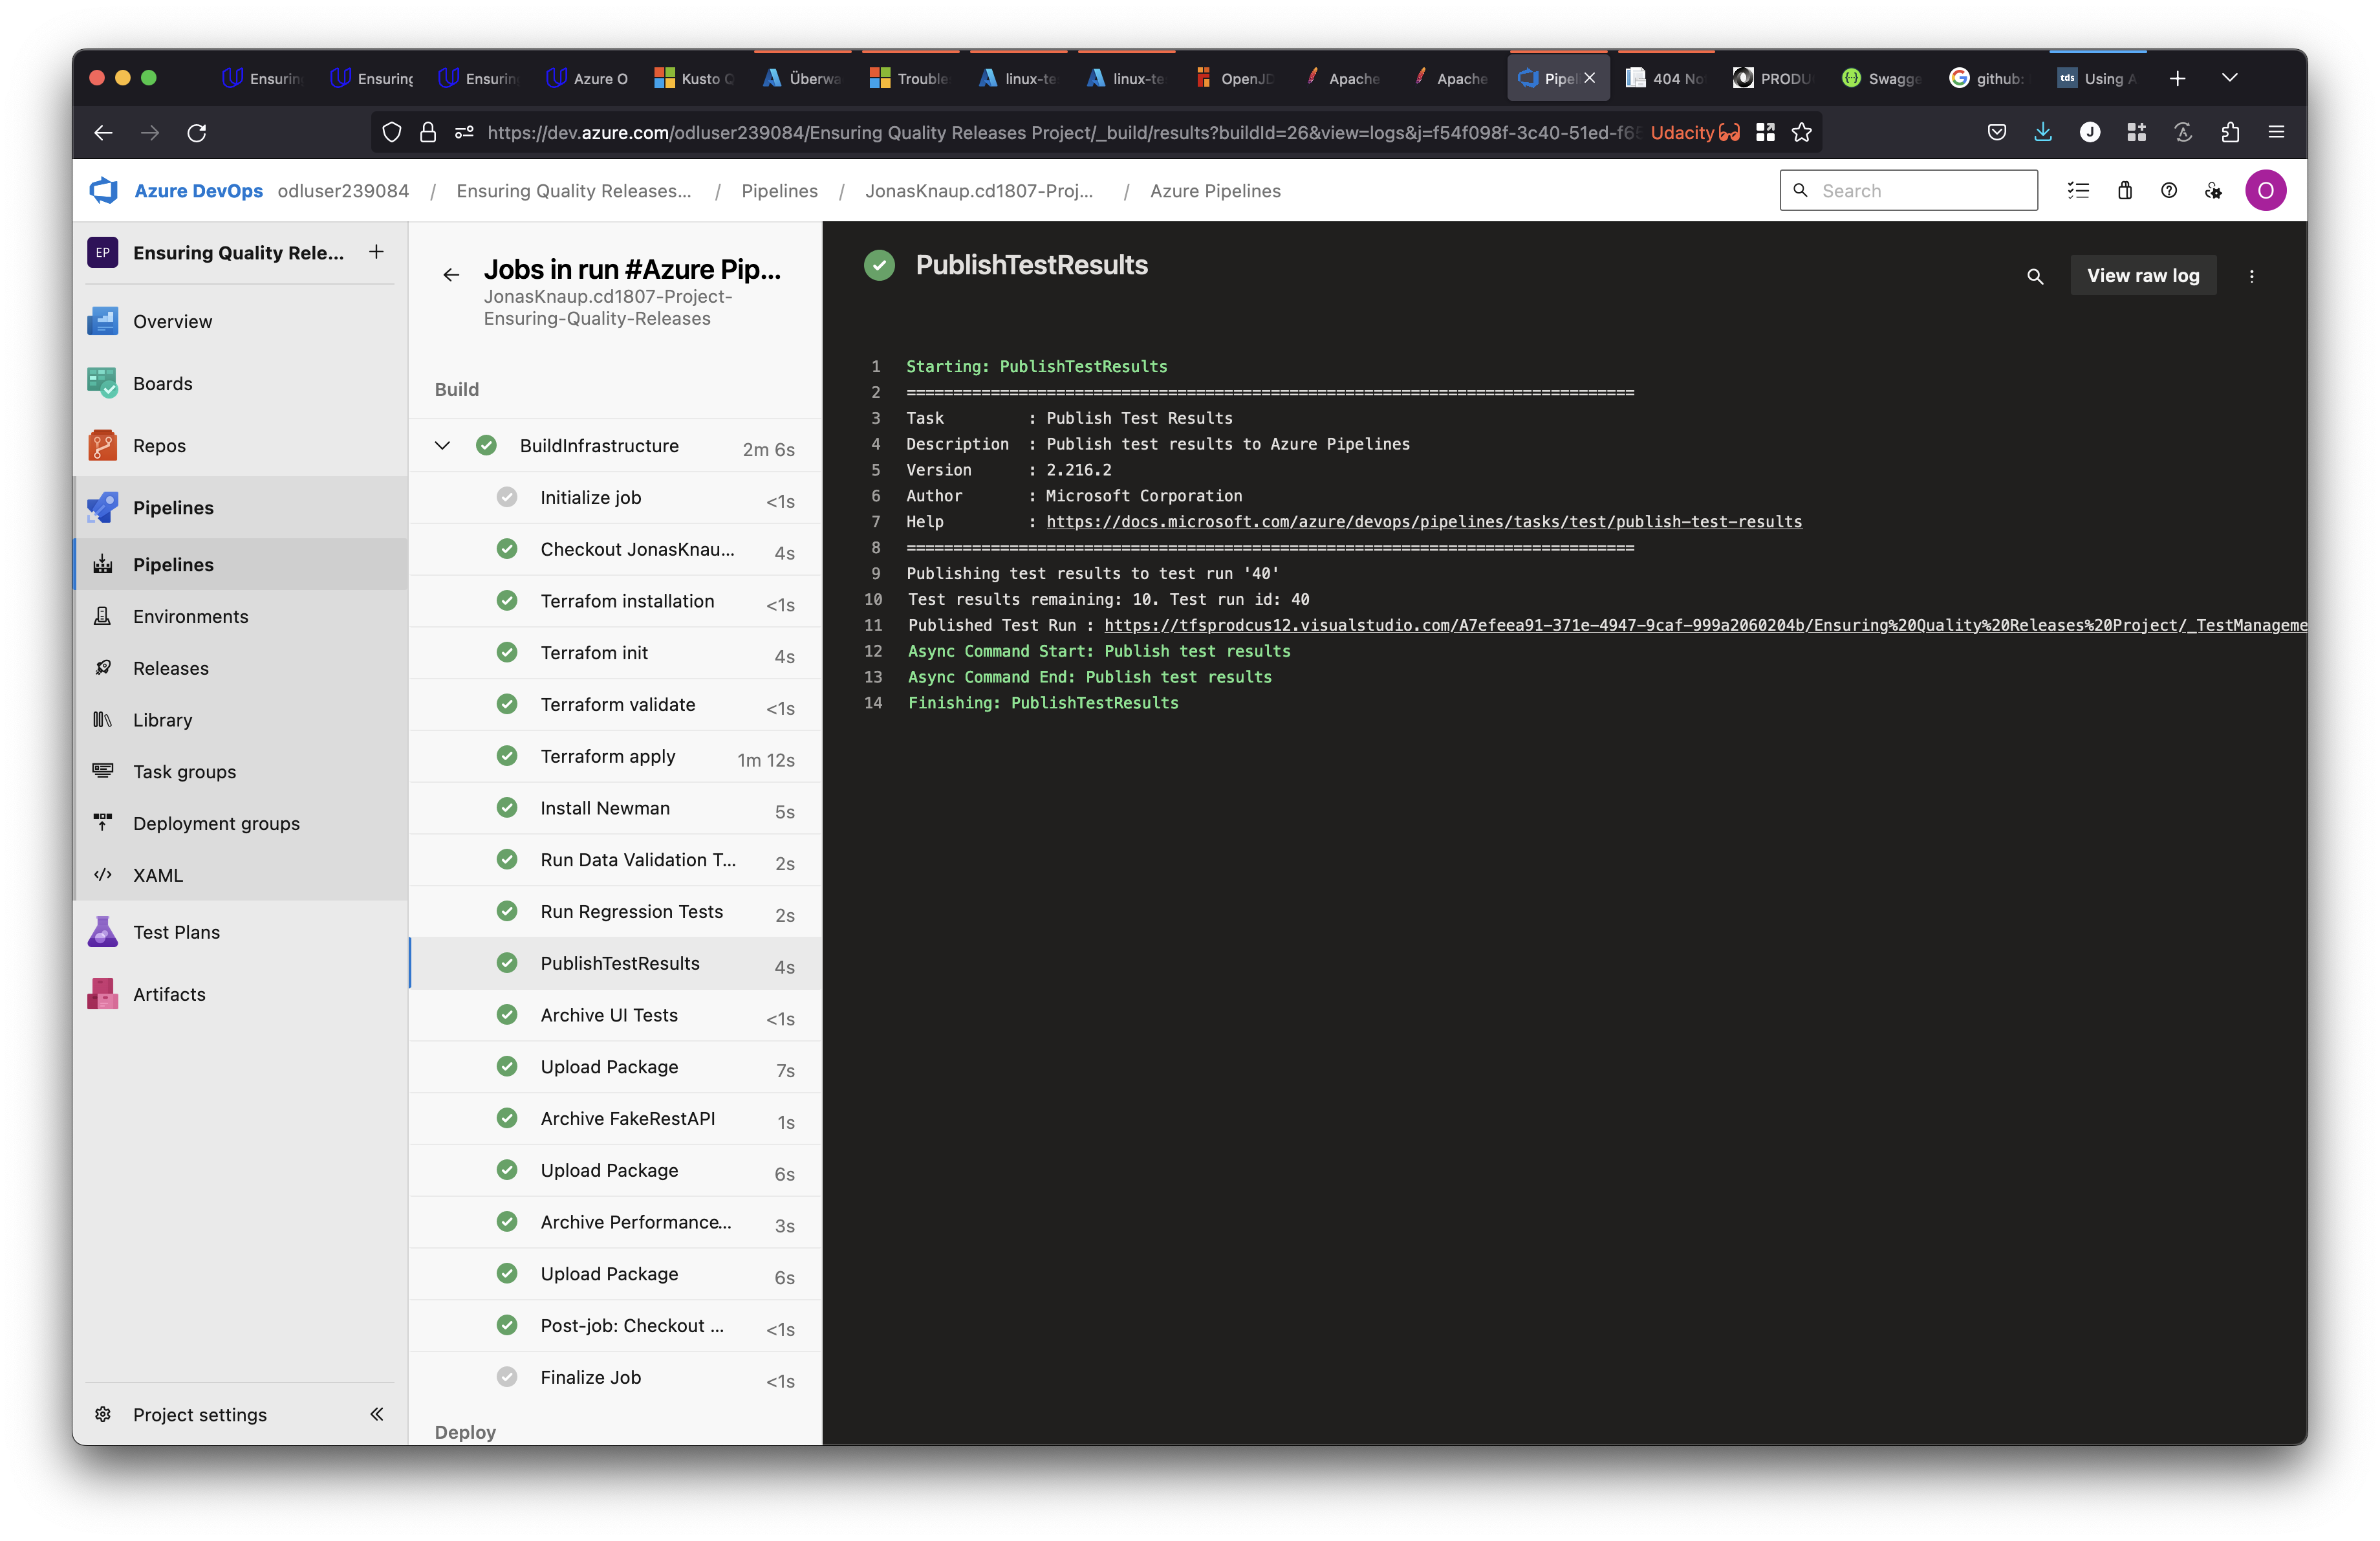 Ensuring
Ensuring
Ensuring
Azure O
Kusto Q
Überwa
Trouble
linux-te
linux-te
OpenJD
Apache
Apache
Pipel
404 No
PRODU
Swagge
github:
tds
Using A
https://dev.azure.com/odluser239084/Ensuring Quality Releases Project/_build/results?buildId=26&view=logs&j=f54f098f-3c40-51ed-f65
Udacity
J
Azure DevOps odluser239084 / Ensuring Quality Releases... / Pipelines / JonasKnaup.cd1807-Proj... / Azure Pipelines
Search
O
EP
Ensuring Quality Rele...
Overview
Boards
Repos
Pipelines
Pipelines
Environments
Releases
Library
Task groups
Deployment groups
XAML
Test Plans
Artifacts
Project settings
Jobs in run #Azure Pip...
JonasKnaup.cd1807-Project-
Ensuring-Quality-Releases
Build
BuildInfrastructure 2m 6s
Initialize job <1s
Checkout JonasKnau... 4s
Terrafom installation <1s
Terrafom init 4s
Terraform validate <1s
Terraform apply 1m 12s
Install Newman 5s
Run Data Validation T... 2s
Run Regression Tests 2s
PublishTestResults 4s
Archive UI Tests <1s
Upload Package 7s
Archive FakeRestAPI 1s
Upload Package 6s
Archive Performance... 3s
Upload Package 6s
Post-job: Checkout ... <1s
Finalize Job <1s
Deploy
PublishTestResults
View raw log
1 Starting: PublishTestResults
2 ==============================================================================
3 Task : Publish Test Results
4 Description : Publish test results to Azure Pipelines
5 Version : 2.216.2
6 Author : Microsoft Corporation
7 Help : https://docs.microsoft.com/azure/devops/pipelines/tasks/test/publish-test-results
8 ==============================================================================
9 Publishing test results to test run '40'
10 Test results remaining: 10. Test run id: 40
11 Published Test Run : https://tfsprodcus12.visualstudio.com/A7efeea91-371e-4947-9caf-999a2060204b/Ensuring%20Quality%20Releases%20Project/_TestManageme
12 Async Command Start: Publish test results
13 Async Command End: Publish test results
14 Finishing: PublishTestResults